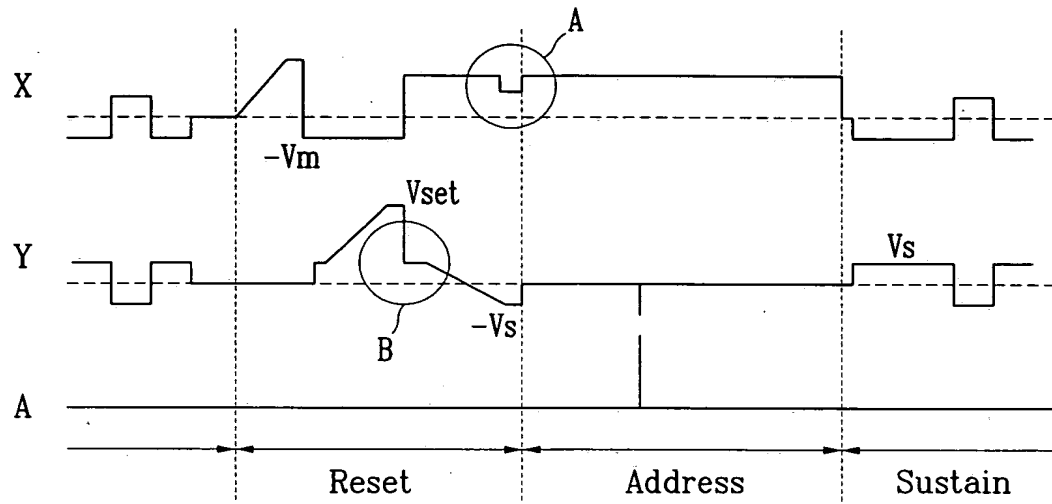 A
X
-Vm
Vset
Y
Vs
-Vs
B
A
Reset
Address
Sustain